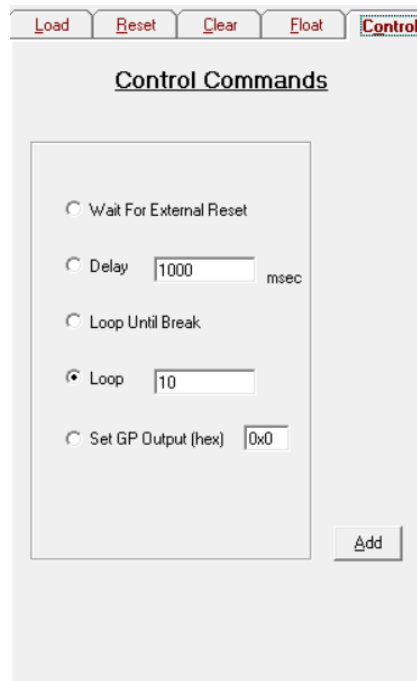 Load Reset Clear Float Control
Control Commands
Wait For External Reset
Delay 1000 msec
Loop Until Break
Loop 10
Set GP Output (hex) 0x0
Add